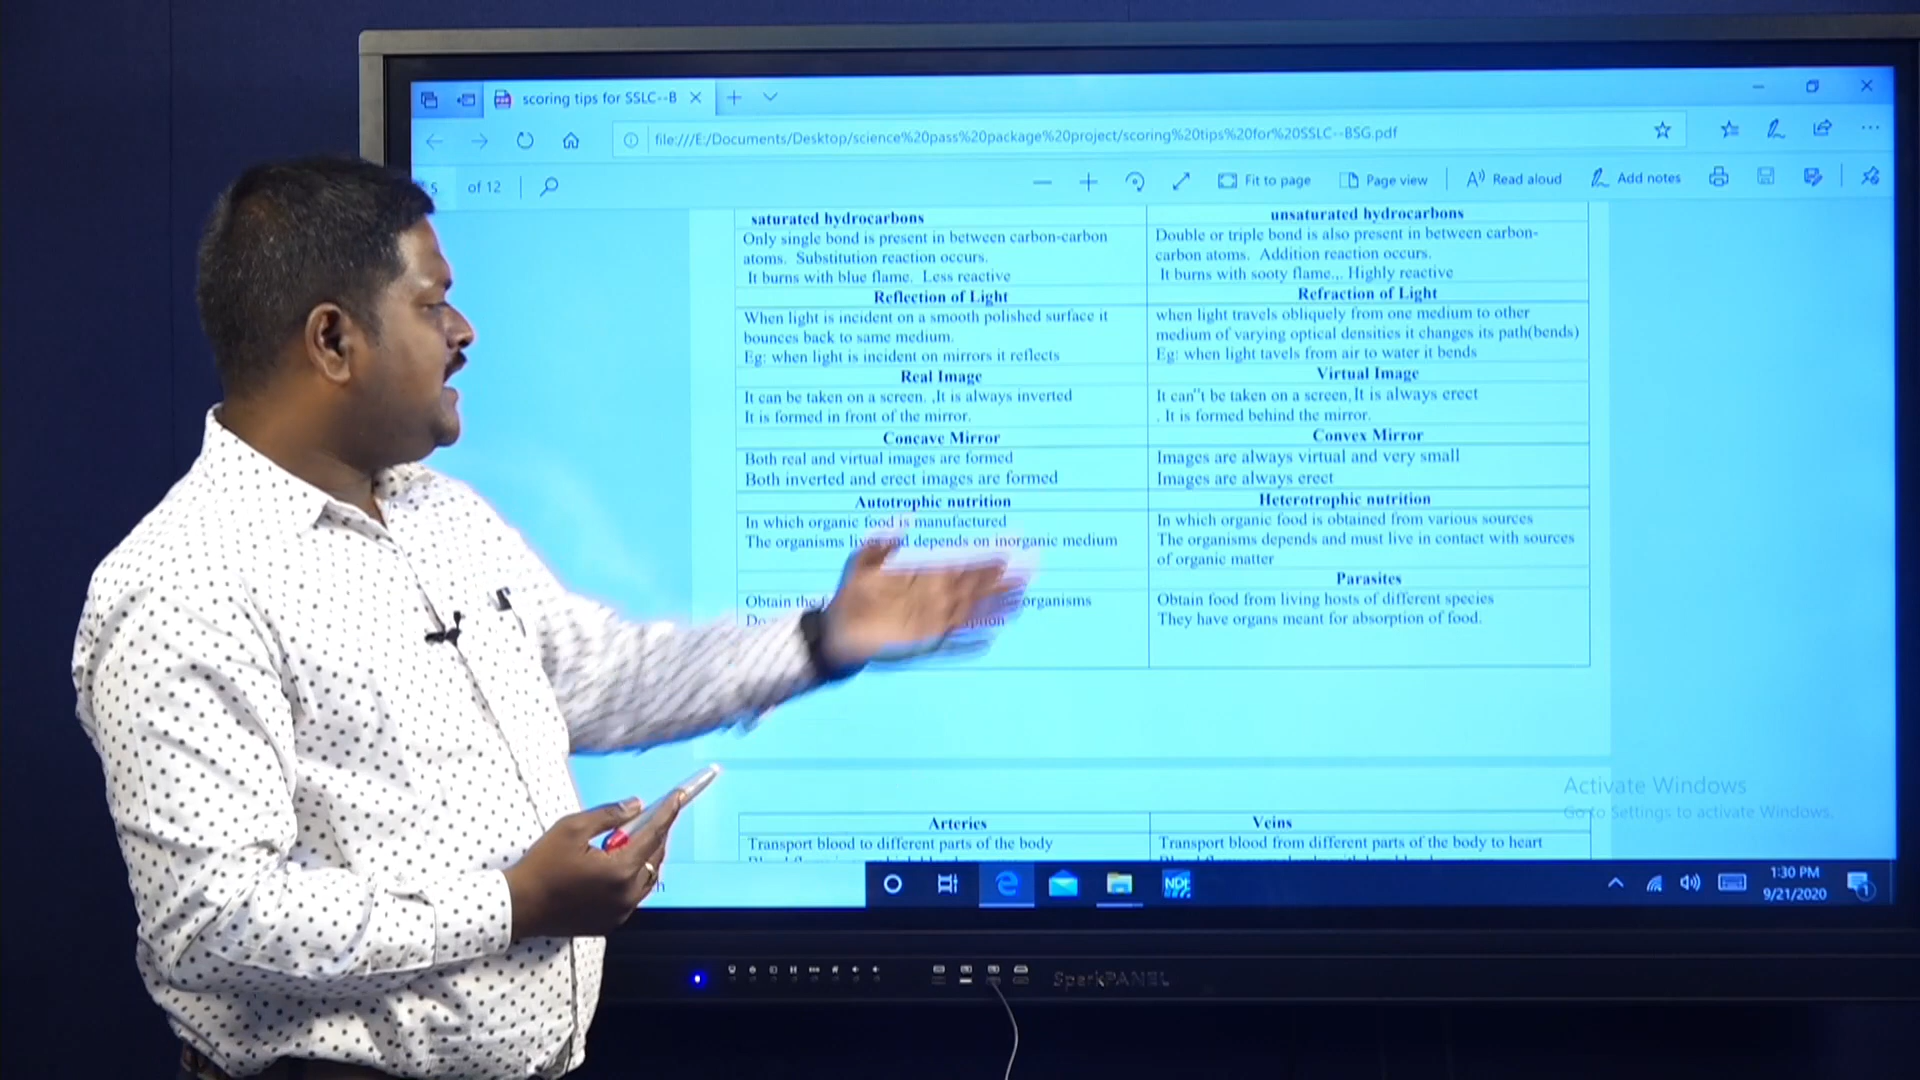 scoring tips for SSLC--B
file:///E:/Documents/Desktop/science%20pass%20package%20project/scoring%20tips%20for%20SSLC--BSG.pdf
5 of 12 Fit to page Page view Read aloud Add notes
saturated hydrocarbons
Only single bond is present in between carbon-carbon
atoms. Substitution reaction occurs.
It burns with blue flame. Less reactive
unsaturated hydrocarbons
Double or triple bond is also present in between carbon-
carbon atoms. Addition reaction occurs.
It burns with sooty flame... Highly reactive
Reflection of Light
When light is incident on a smooth polished surface it
bounces back to same medium.
Eg: when light is incident on mirrors it reflects
Refraction of Light
when light travels obliquely from one medium to other
medium of varying optical densities it changes its path(bends)
Eg: when light tavels from air to water it bends
Real Image
It can be taken on a screen. ,It is always inverted
It is formed in front of the mirror.
Virtual Image
It can"t be taken on a screen, It is always erect
. It is formed behind the mirror.
Concave Mirror
Both real and virtual images are formed
Both inverted and erect images are formed
Convex Mirror
Images are always virtual and very small
Images are always erect
Autotrophic nutrition
In which organic food is manufactured
The organisms lives and depends on inorganic medium
Heterotrophic nutrition
In which organic food is obtained from various sources
The organisms depends and must live in contact with sources
of organic matter
Obtain the organisms
Parasites
Obtain food from living hosts of different species
They have organs meant for absorption of food.
Activate Windows
Go to Settings to activate Windows.
Arteries
Transport blood to different parts of the body
Veins
Transport blood from different parts of the body to heart
1:30 PM
9/21/2020
SparkPANEL